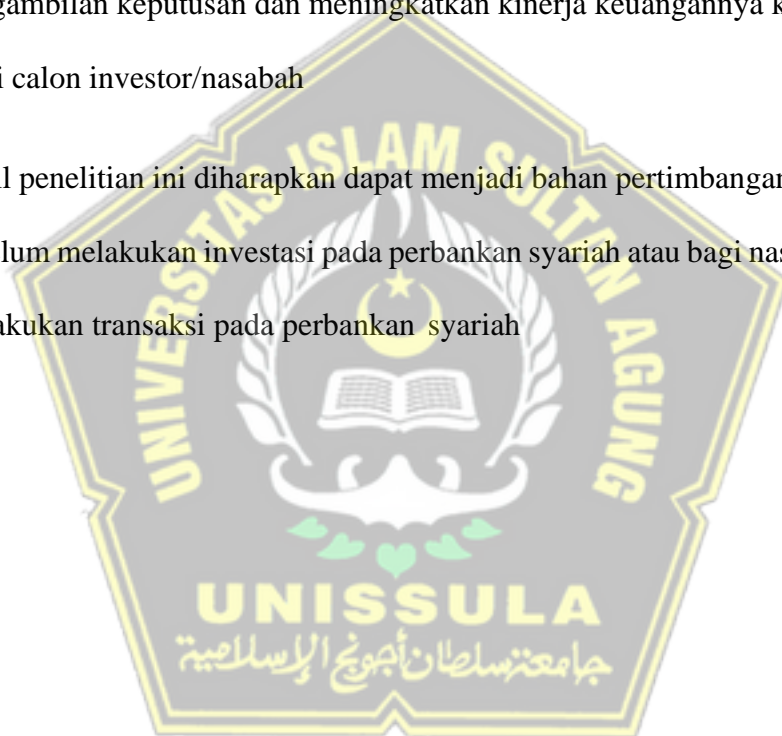 gambilan keputusan dan meningkatkan kinerja keuangannya k
i calon investor/nasabah
l penelitian ini diharapkan dapat menjadi bahan pertimbangan
lum melakukan investasi pada perbankan syariah atau bagi nas
akukan transaksi pada perbankan syariah
UNIVERSITAS ISLAM SULTAN AGUNG
UNISSULA
جامعة سلطان أجونج الإسلامية